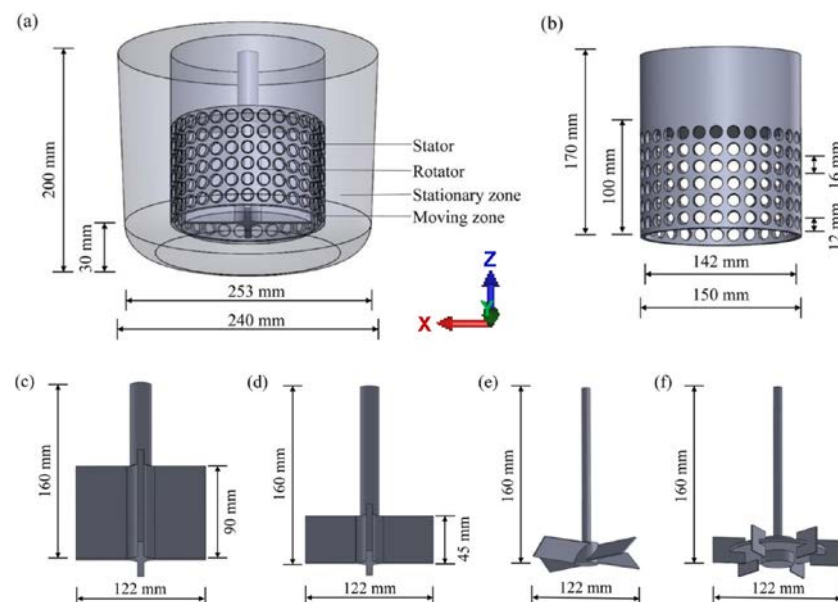 (a)
200 mm
30 mm
253 mm
240 mm
Stator
Rotator
Stationary zone
Moving zone
Z
Y
X
(b)
170 mm
100 mm
16 mm
12 mm
142 mm
150 mm
(c)
160 mm
90 mm
122 mm
(d)
160 mm
45 mm
122 mm
(e)
160 mm
122 mm
(f)
160 mm
122 mm